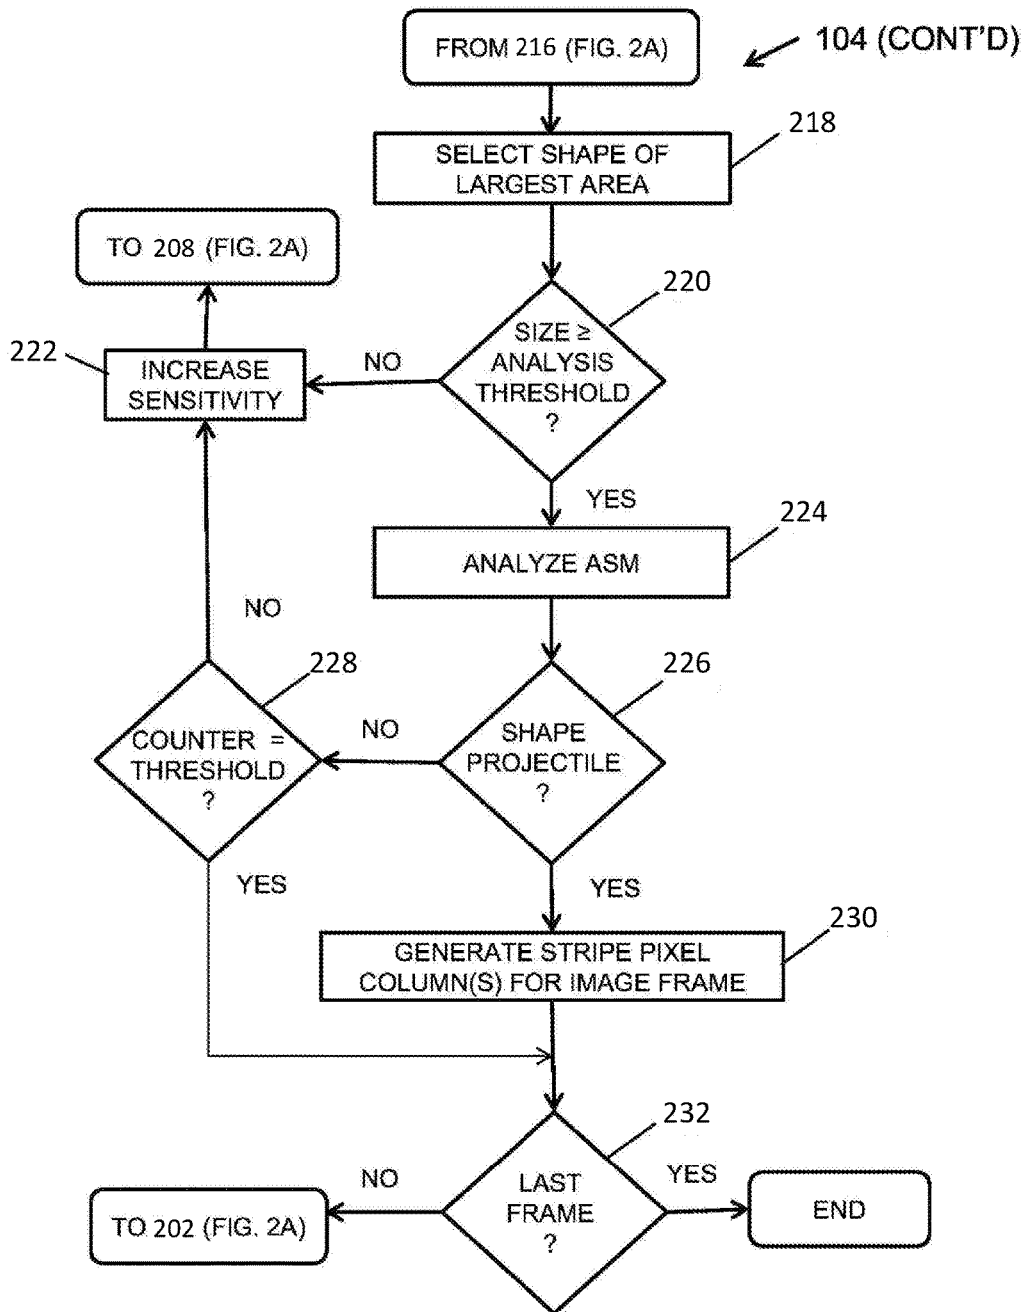 FROM 216 (FIG. 2A)
104 (CONT'D)
218
SELECT SHAPE OF
LARGEST AREA
TO 208 (FIG. 2A)
220
SIZE ≥
ANALYSIS
THRESHOLD
?
222
INCREASE
SENSITIVITY
NO
YES
224
ANALYZE ASM
NO
228
226
COUNTER =
THRESHOLD
?
NO
SHAPE
PROJECTILE
?
YES
YES
230
GENERATE STRIPE PIXEL
COLUMN(S) FOR IMAGE FRAME
232
NO
LAST
FRAME
?
YES
TO 202 (FIG. 2A)
END